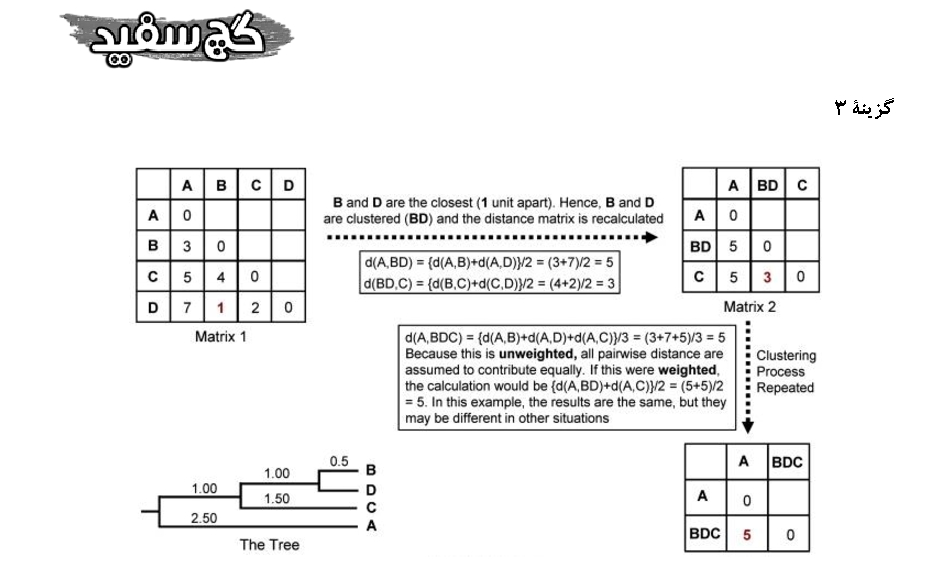 گچ سفید
گزینهٔ ۳
A B C D
A 0
B 3 0
C 5 4 0
D 7 1 2 0
Matrix 1
B and D are the closest (1 unit apart). Hence, B and D
are clustered (BD) and the distance matrix is recalculated
d(A,BD) = {d(A,B)+d(A,D)}/2 = (3+7)/2 = 5
d(BD,C) = {d(B,C)+d(C,D)}/2 = (4+2)/2 = 3
A BD C
A 0
BD 5 0
C 5 3 0
Matrix 2
d(A,BDC) = {d(A,B)+d(A,D)+d(A,C)}/3 = (3+7+5)/3 = 5
Because this is unweighted, all pairwise distance are
assumed to contribute equally. If this were weighted,
the calculation would be {d(A,BD)+d(A,C)}/2 = (5+5)/2
= 5. In this example, the results are the same, but they
may be different in other situations
Clustering
Process
Repeated
A BDC
A 0
BDC 5 0
0.5 B
1.00
D
1.00
1.50 C
2.50 A
The Tree